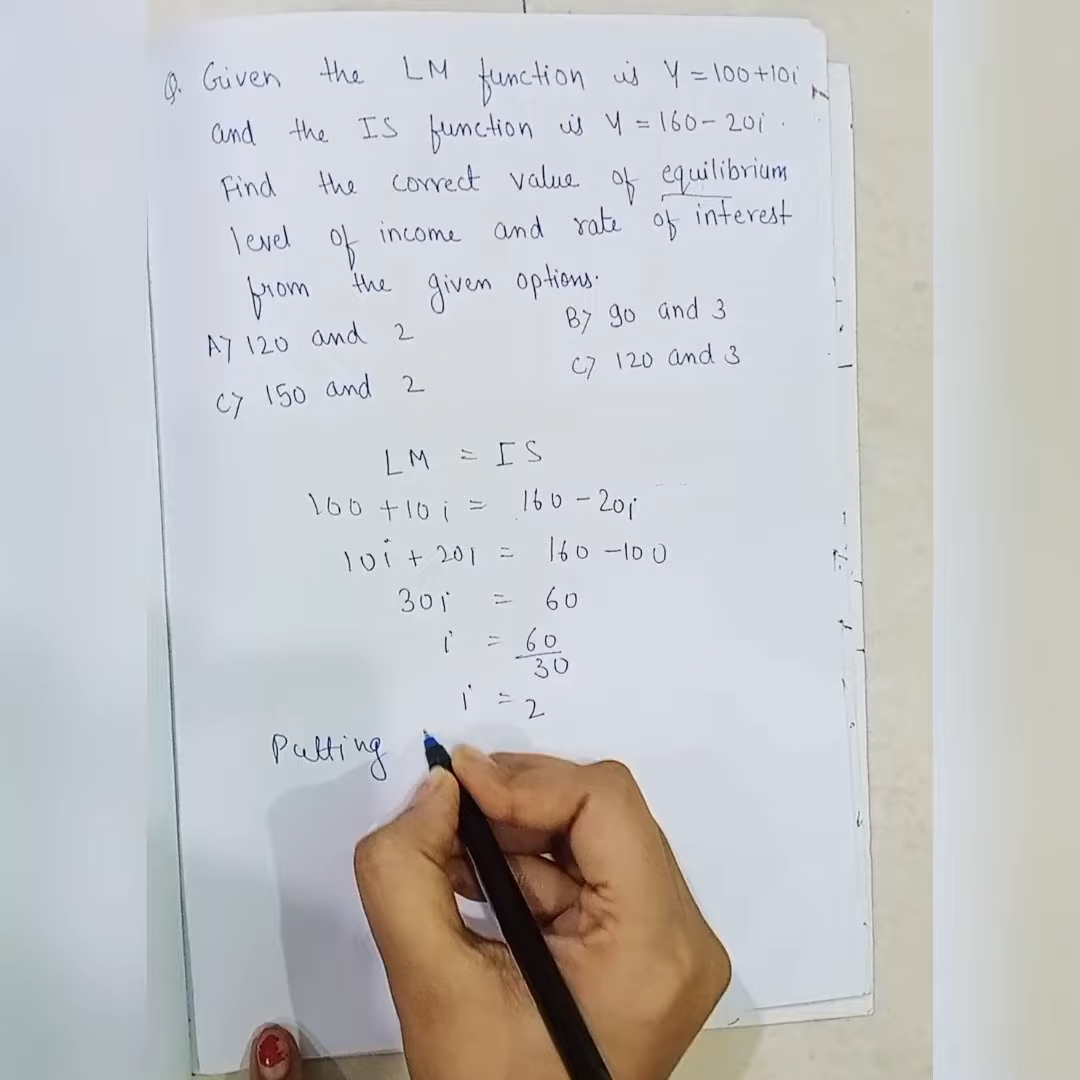 Q. Given the LM function is Y = 100+10i
and the IS function is Y = 160-20i.
Find the correct value of equilibrium
level of income and rate of interest
from the given options.
A> 120 and 2
B> 90 and 3
C> 150 and 2
C> 120 and 3
LM = IS
100 + 10i = 160 - 20i
10i + 20i = 160 - 100
30i = 60
i = 60/30
i = 2
Putting